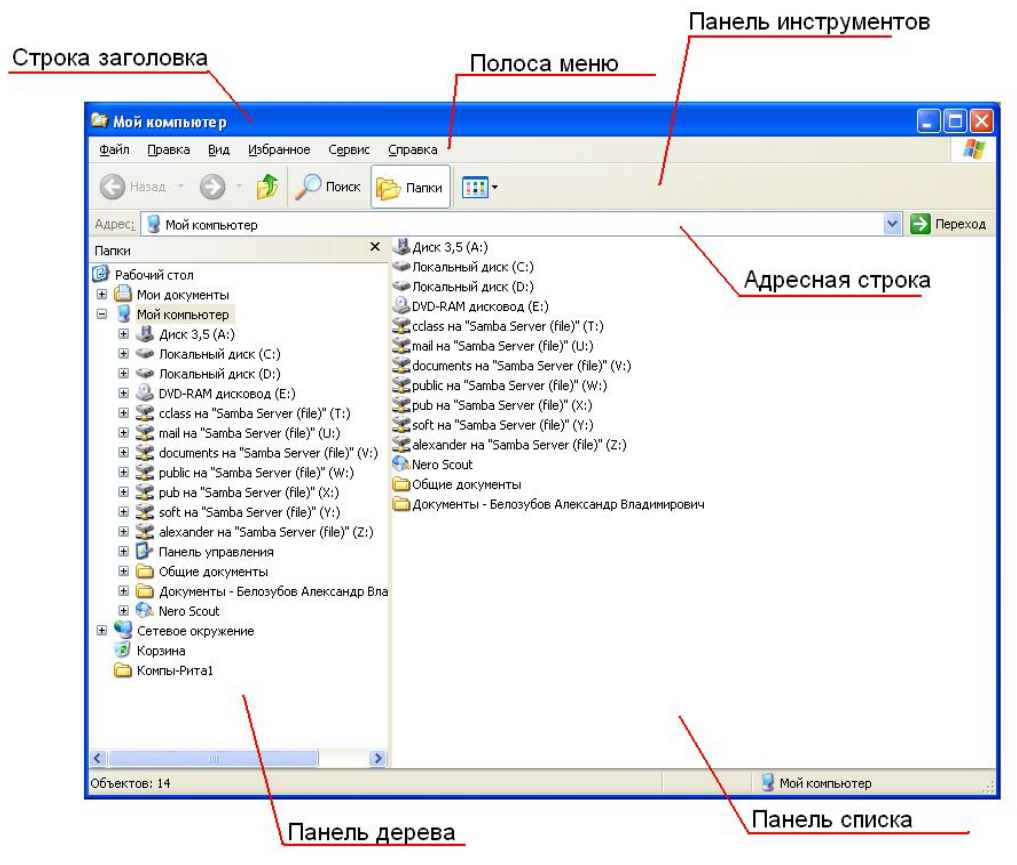 Панель инструментов
Строка заголовка
Полоса меню
Мой компьютер
Файл Правка Вид Избранное Сервис Справка
Назад Поиск Папки
Адрес: Мой компьютер Переход
Папки
Рабочий стол
Мои документы
Мой компьютер
Диск 3,5 (A:)
Локальный диск (C:)
Локальный диск (D:)
DVD-RAM дисковод (E:)
cclass на "Samba Server (file)" (T:)
mail на "Samba Server (file)" (U:)
documents на "Samba Server (file)" (V:)
public на "Samba Server (file)" (W:)
pub на "Samba Server (file)" (X:)
soft на "Samba Server (file)" (Y:)
alexander на "Samba Server (file)" (Z:)
Панель управления
Общие документы
Документы - Белозубов Александр Вла
Nero Scout
Сетевое окружение
Корзина
Компы-Рита1
Диск 3,5 (A:)
Локальный диск (C:)
Локальный диск (D:)
DVD-RAM дисковод (E:)
cclass на "Samba Server (file)" (T:)
mail на "Samba Server (file)" (U:)
documents на "Samba Server (file)" (V:)
public на "Samba Server (file)" (W:)
pub на "Samba Server (file)" (X:)
soft на "Samba Server (file)" (Y:)
alexander на "Samba Server (file)" (Z:)
Nero Scout
Общие документы
Документы - Белозубов Александр Владимирович
Адресная строка
Объектов: 14
Мой компьютер
Панель дерева
Панель списка